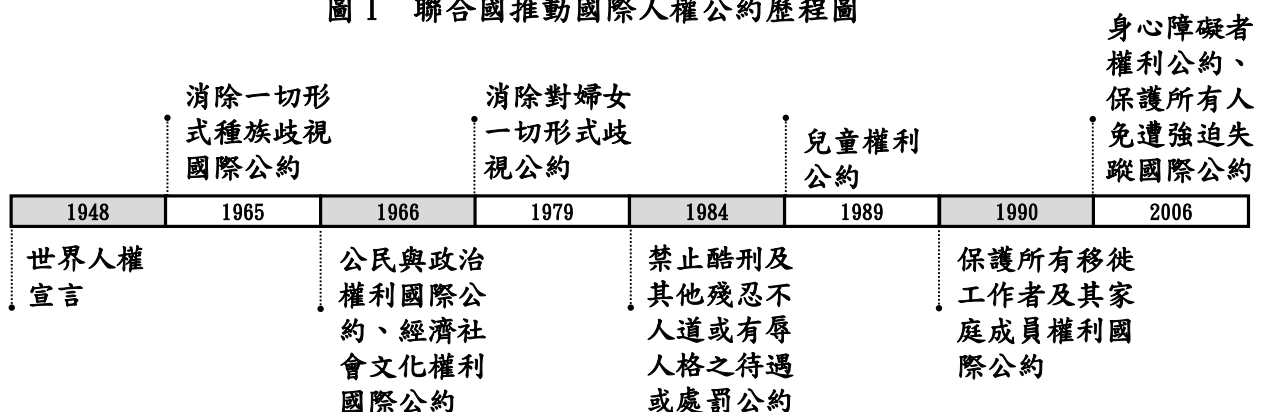 圖1 聯合國推動國際人權公約歷程圖
消除一切形
式種族歧視
國際公約
消除對婦女
一切形式歧
視公約
兒童權利
公約
身心障礙者
權利公約、
保護所有人
免遭強迫失
蹤國際公約
1948 1965 1966 1979 1984 1989 1990 2006
世界人權
宣言
公民與政治
權利國際公
約、經濟社
會文化權利
國際公約
禁止酷刑及
其他殘忍不
人道或有辱
人格之待遇
或處罰公約
保護所有移徙
工作者及其家
庭成員權利國
際公約